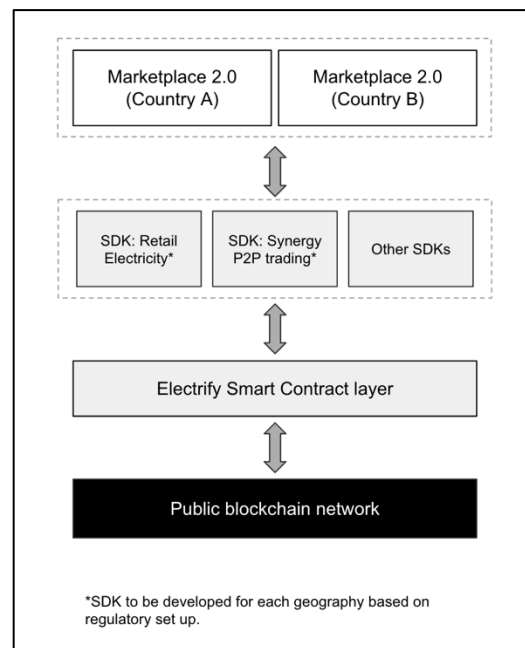 Marketplace 2.0
(Country A)
Marketplace 2.0
(Country B)
SDK: Retail
Electricity*
SDK: Synergy
P2P trading*
Other SDKs
Electrify Smart Contract layer
Public blockchain network
*SDK to be developed for each geography based on
regulatory set up.